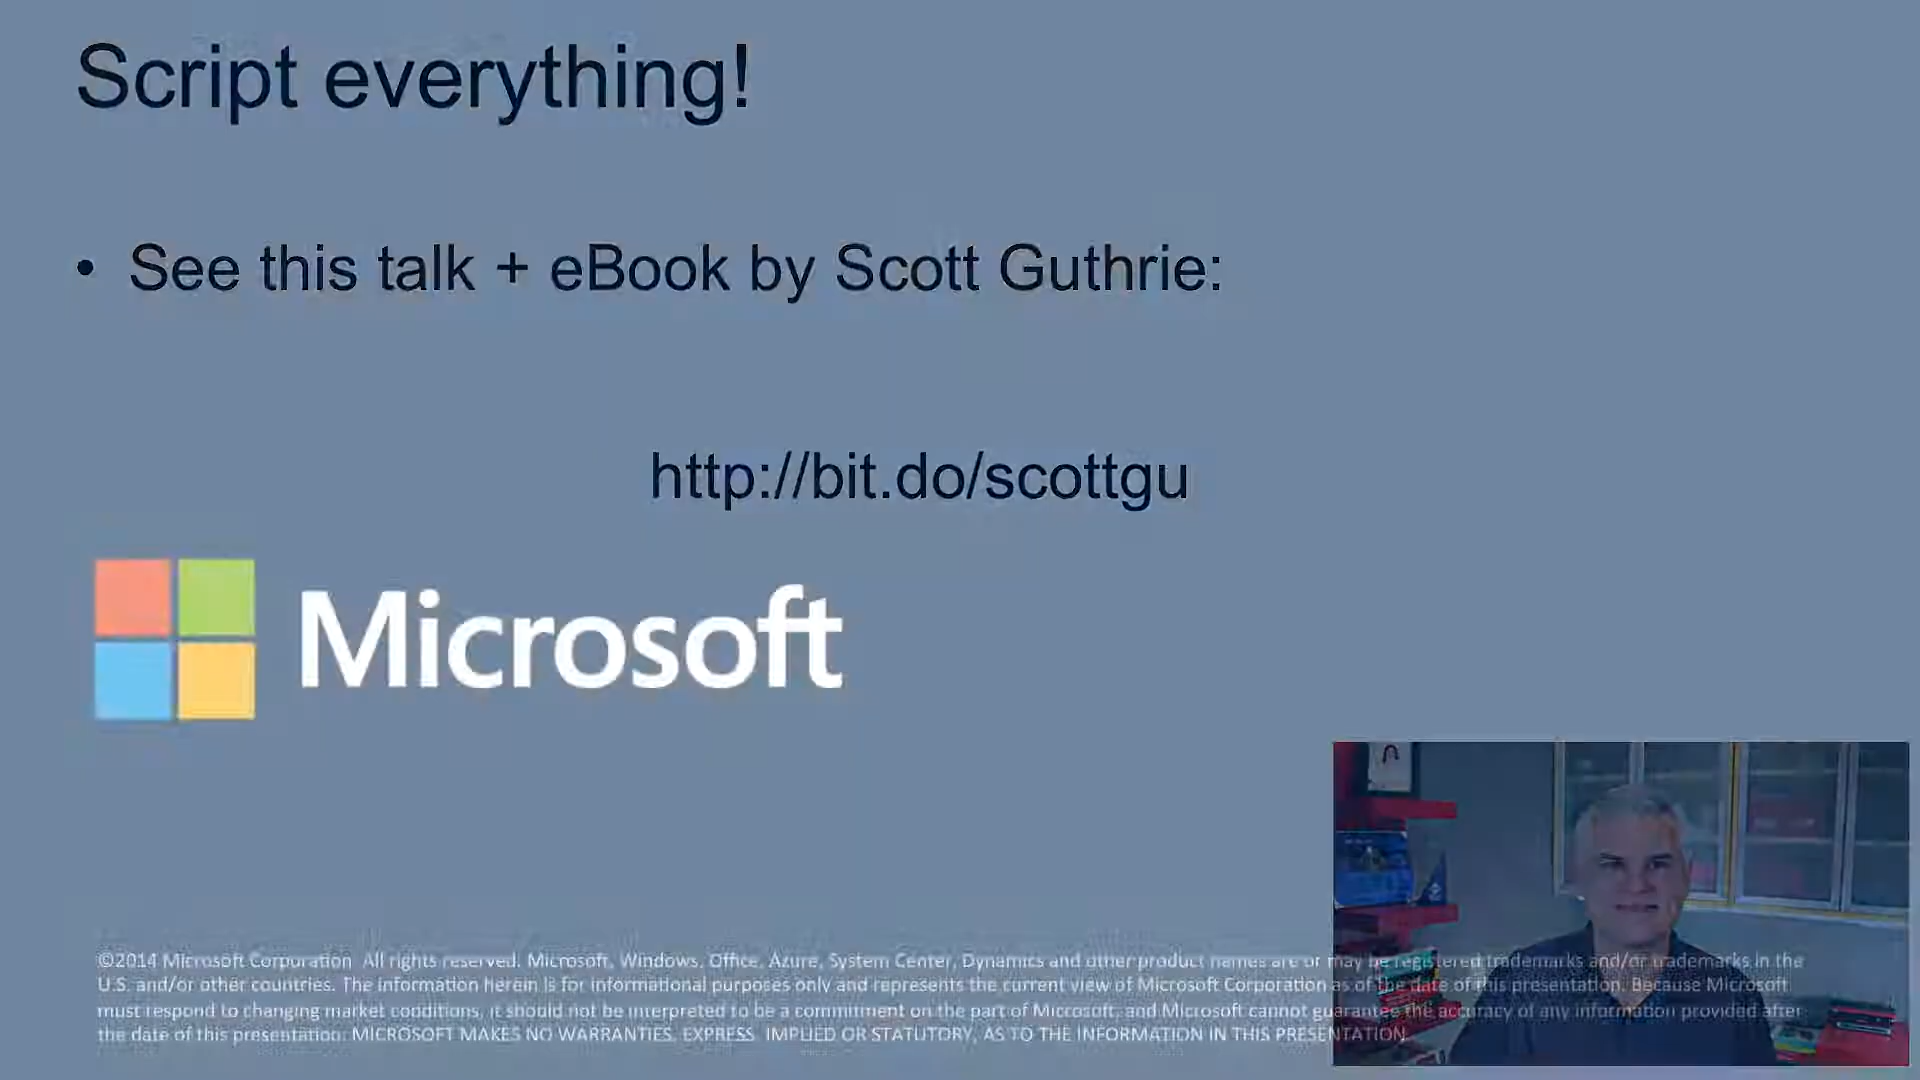 Script everything!
• See this talk + eBook by Scott Guthrie:
http://bit.do/scottgu
Microsoft
©2014 Microsoft Corporation. All rights reserved. Microsoft, Windows, Office, Azure, System Center, Dynamics and other product names are or may be registered trademarks and/or trademarks in the
U.S. and/or other countries. The information herein is for informational purposes only and represents the current view of Microsoft Corporation as of the date of this presentation. Because Microsoft
must respond to changing market conditions, it should not be interpreted to be a commitment on the part of Microsoft, and Microsoft cannot guarantee the accuracy of any information provided after
the date of this presentation. MICROSOFT MAKES NO WARRANTIES, EXPRESS, IMPLIED OR STATUTORY, AS TO THE INFORMATION IN THIS PRESENTATION.